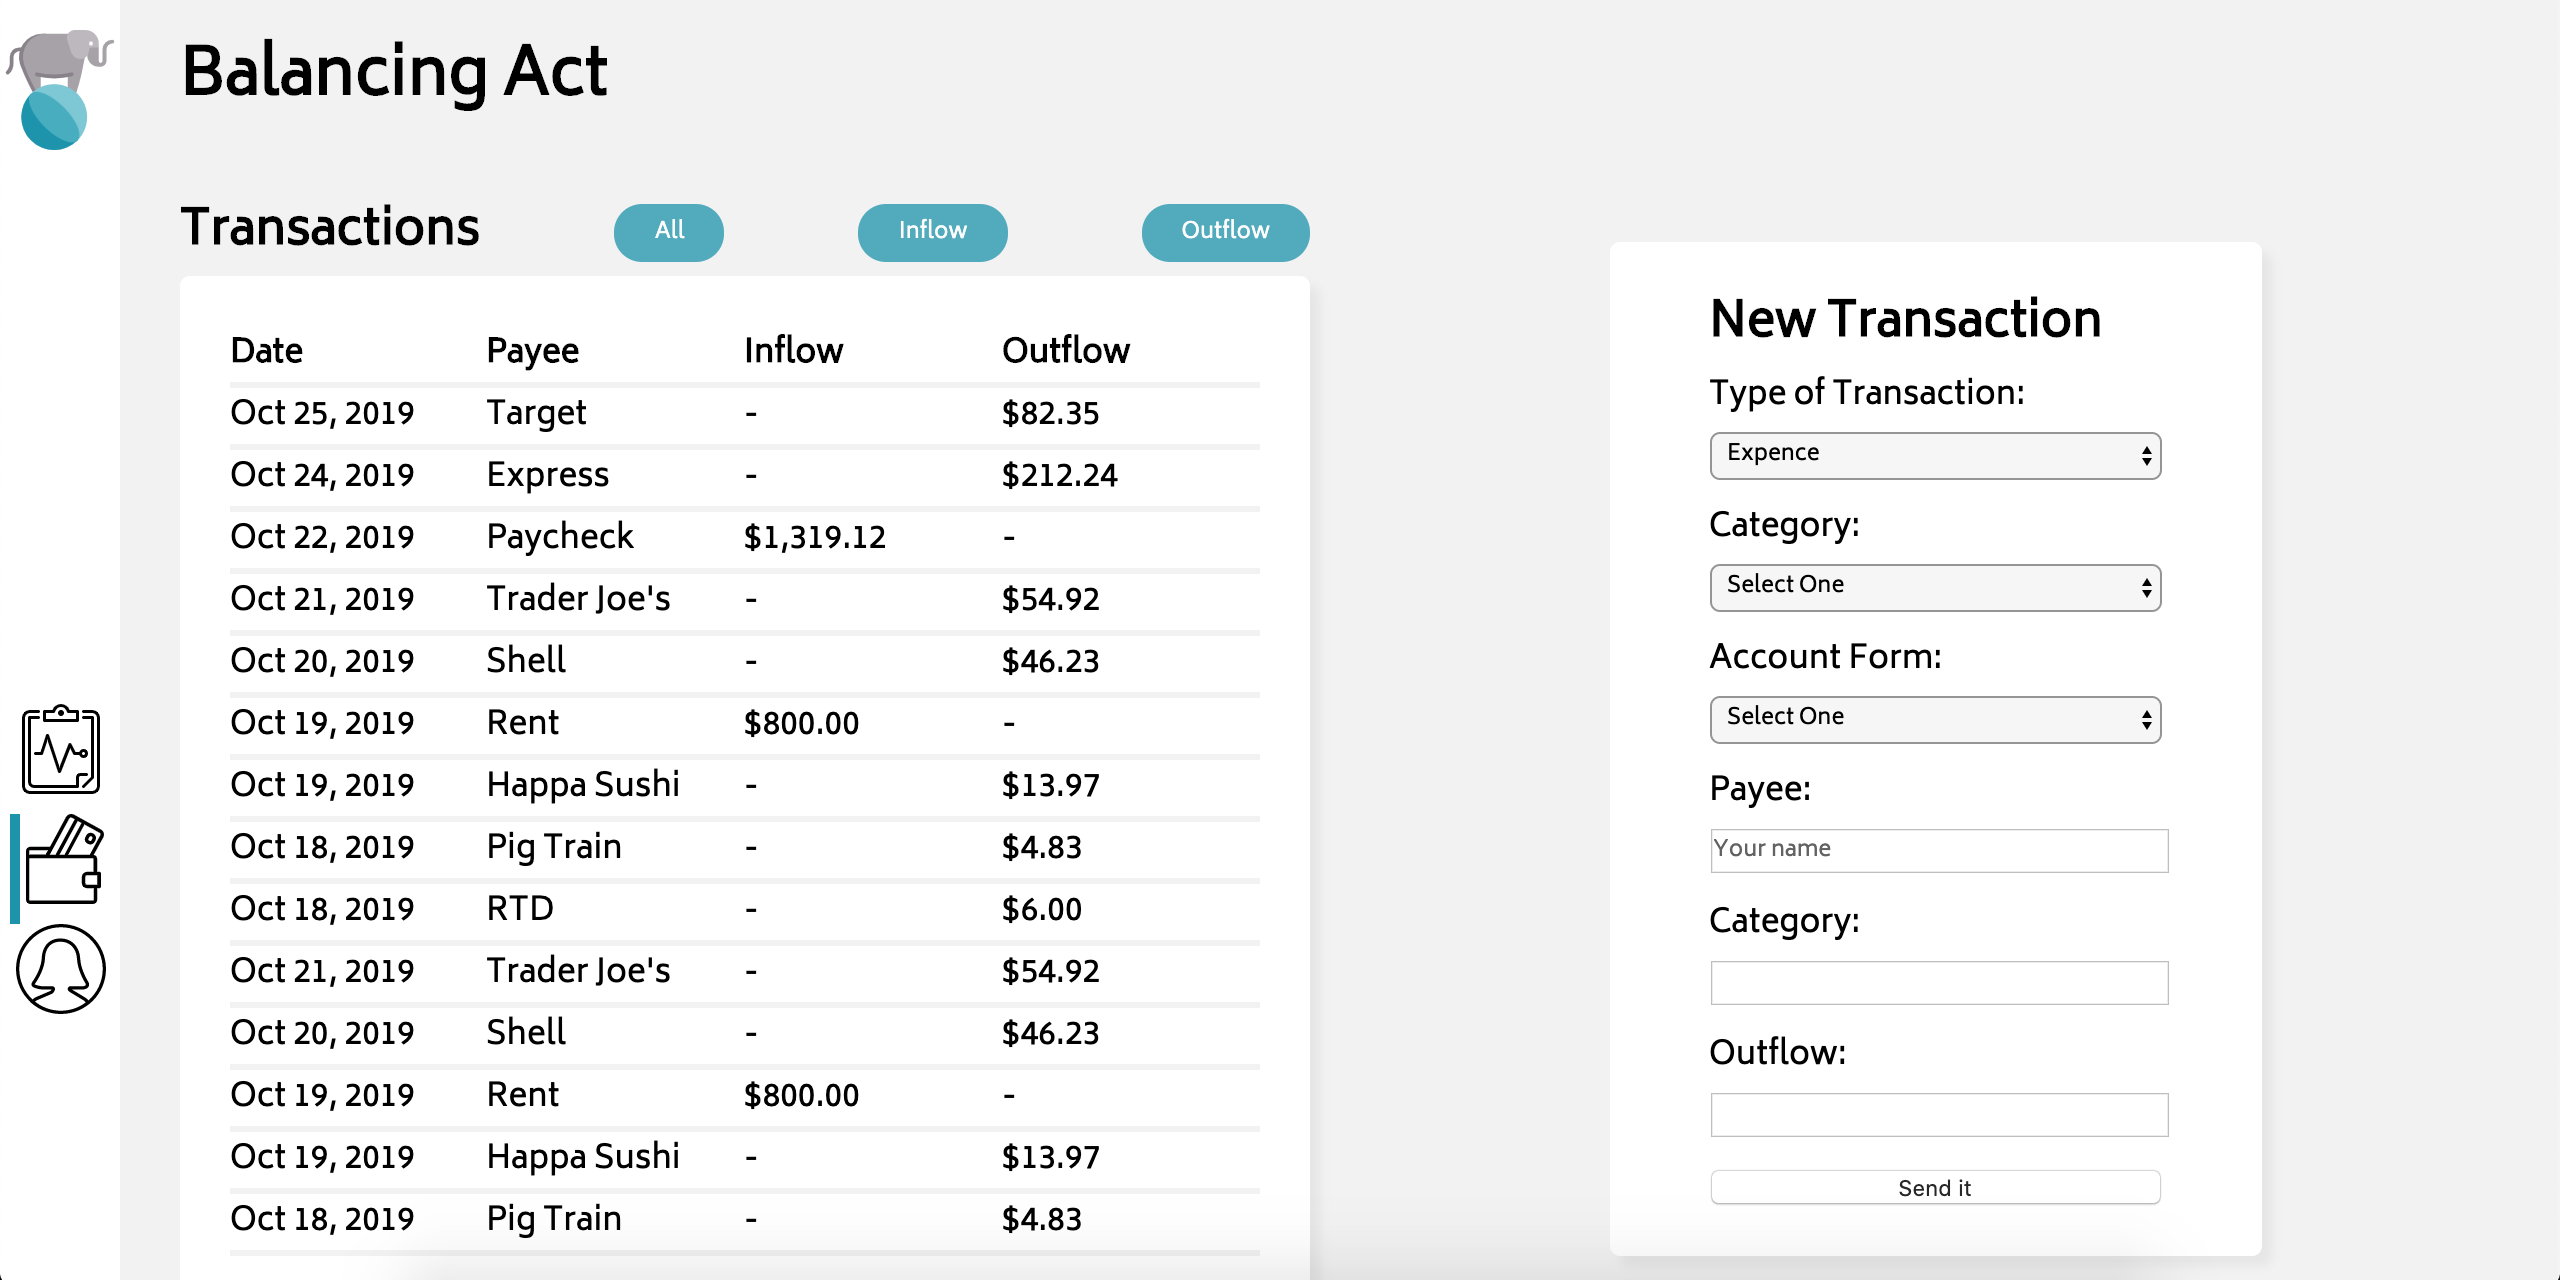 Balancing Act
Transactions All Inflow Outflow
Date Payee Inflow Outflow
Oct 25, 2019 Target - $82.35
Oct 24, 2019 Express - $212.24
Oct 22, 2019 Paycheck $1,319.12 -
Oct 21, 2019 Trader Joe's - $54.92
Oct 20, 2019 Shell - $46.23
Oct 19, 2019 Rent $800.00 -
Oct 19, 2019 Happa Sushi - $13.97
Oct 18, 2019 Pig Train - $4.83
Oct 18, 2019 RTD - $6.00
Oct 21, 2019 Trader Joe's - $54.92
Oct 20, 2019 Shell - $46.23
Oct 19, 2019 Rent $800.00 -
Oct 19, 2019 Happa Sushi - $13.97
Oct 18, 2019 Pig Train - $4.83
New Transaction
Type of Transaction:
Expence
Category:
Select One
Account Form:
Select One
Payee:
Your name
Category:
Outflow:
Send it